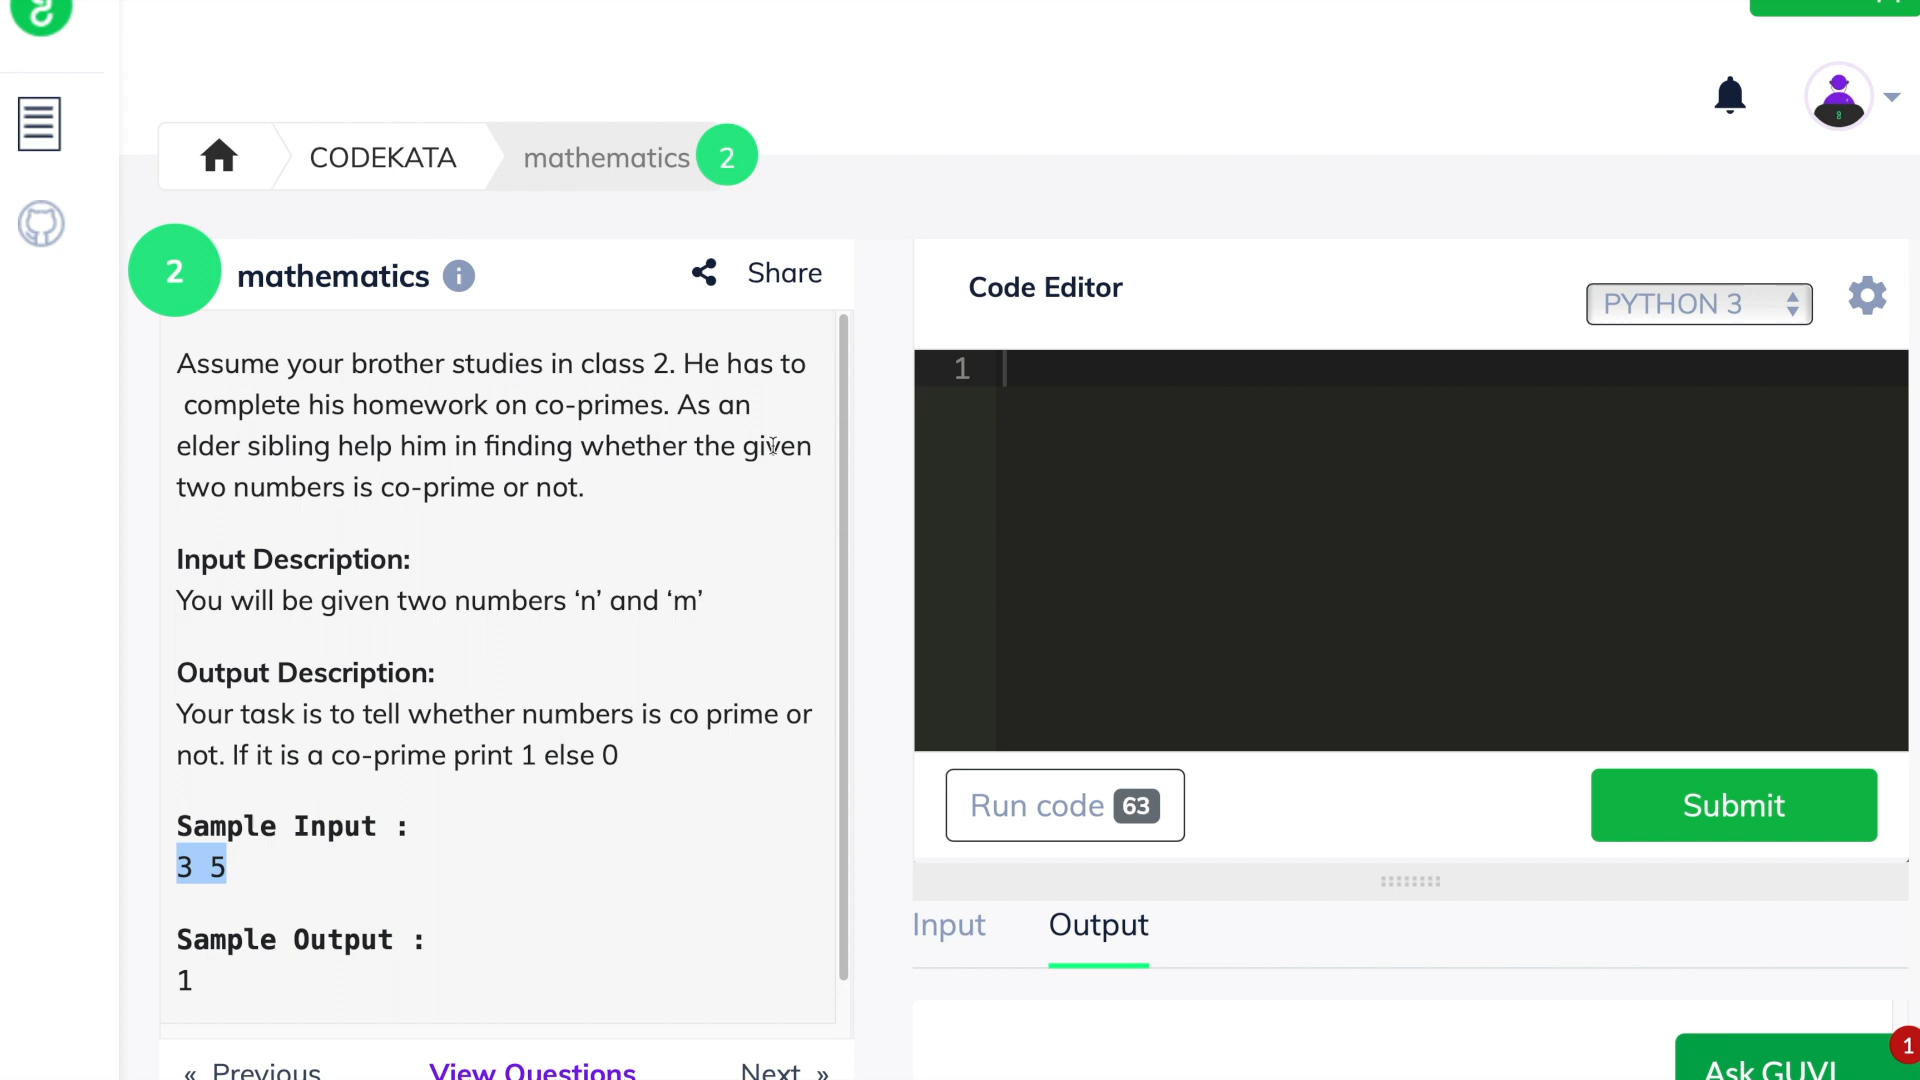 CODEKATA
mathematics 2
2 mathematics i
Share
Assume your brother studies in class 2. He has to
complete his homework on co-primes. As an
elder sibling help him in finding whether the given
two numbers is co-prime or not.
Input Description:
You will be given two numbers ‘n’ and ‘m’
Output Description:
Your task is to tell whether numbers is co prime or
not. If it is a co-prime print 1 else 0
Sample Input :
3 5
Sample Output :
1
« Previous
View Questions
Next »
Code Editor
PYTHON 3
1
Run code 63
Submit
Input
Output
Ask GUVI
1